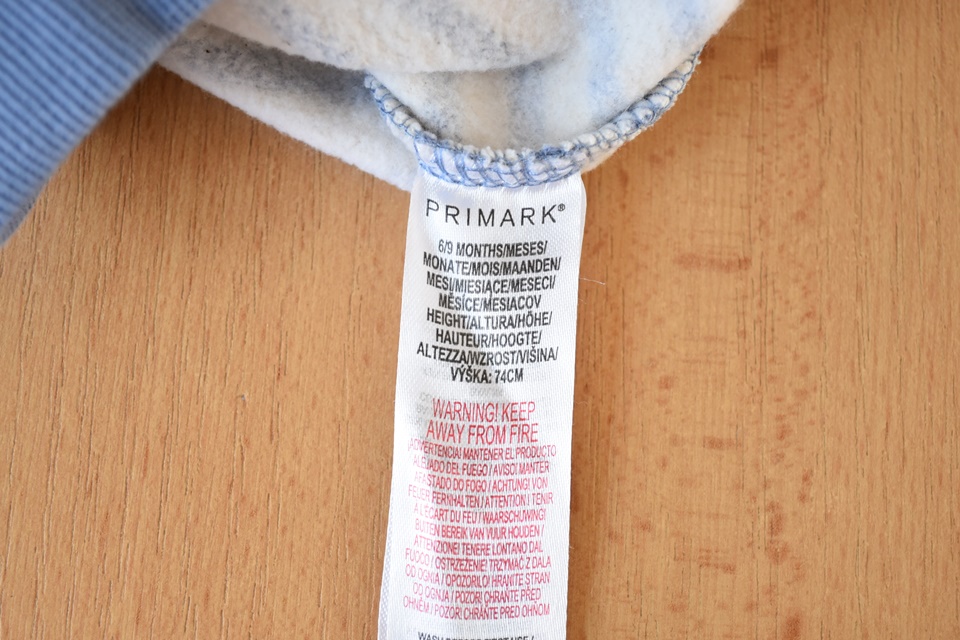 PRIMARK®
6/9 MONTHS/MESES/
MONATE/MOIS/MAANDEN/
MESI/MIESIĄCE/MESECI/
MĚSÍCE/MESIACOV
HEIGHT/ALTURA/HÖHE/
HAUTEUR/HOOGTE/
ALTEZZA/WZROST/VIŠINA/
VÝŠKA: 74CM
WARNING! KEEP
AWAY FROM FIRE
¡ADVERTENCIA! MANTENER EL PRODUCTO
ALEJADO DEL FUEGO / AVISO! MANTER
AFASTADO DO FOGO / ACHTUNG! VON
FEUER FERNHALTEN / ATTENTION ! TENIR
À L'ÉCART DU FEU / WAARSCHUWING!
BUITEN BEREIK VAN VUUR HOUDEN /
ATTENZIONE! TENERE LONTANO DAL
FUOCO / OSTRZEŻENIE! TRZYMAĆ Z DALA
OD OGNIA / OPOZORILO! HRANITE STRAN
OD OGNJA / POZOR! CHRAŇTE PŘED
OHNĚM / POZOR! CHRÁŇTE PRED OHŇOM
WASH BEFORE FIRST USE /